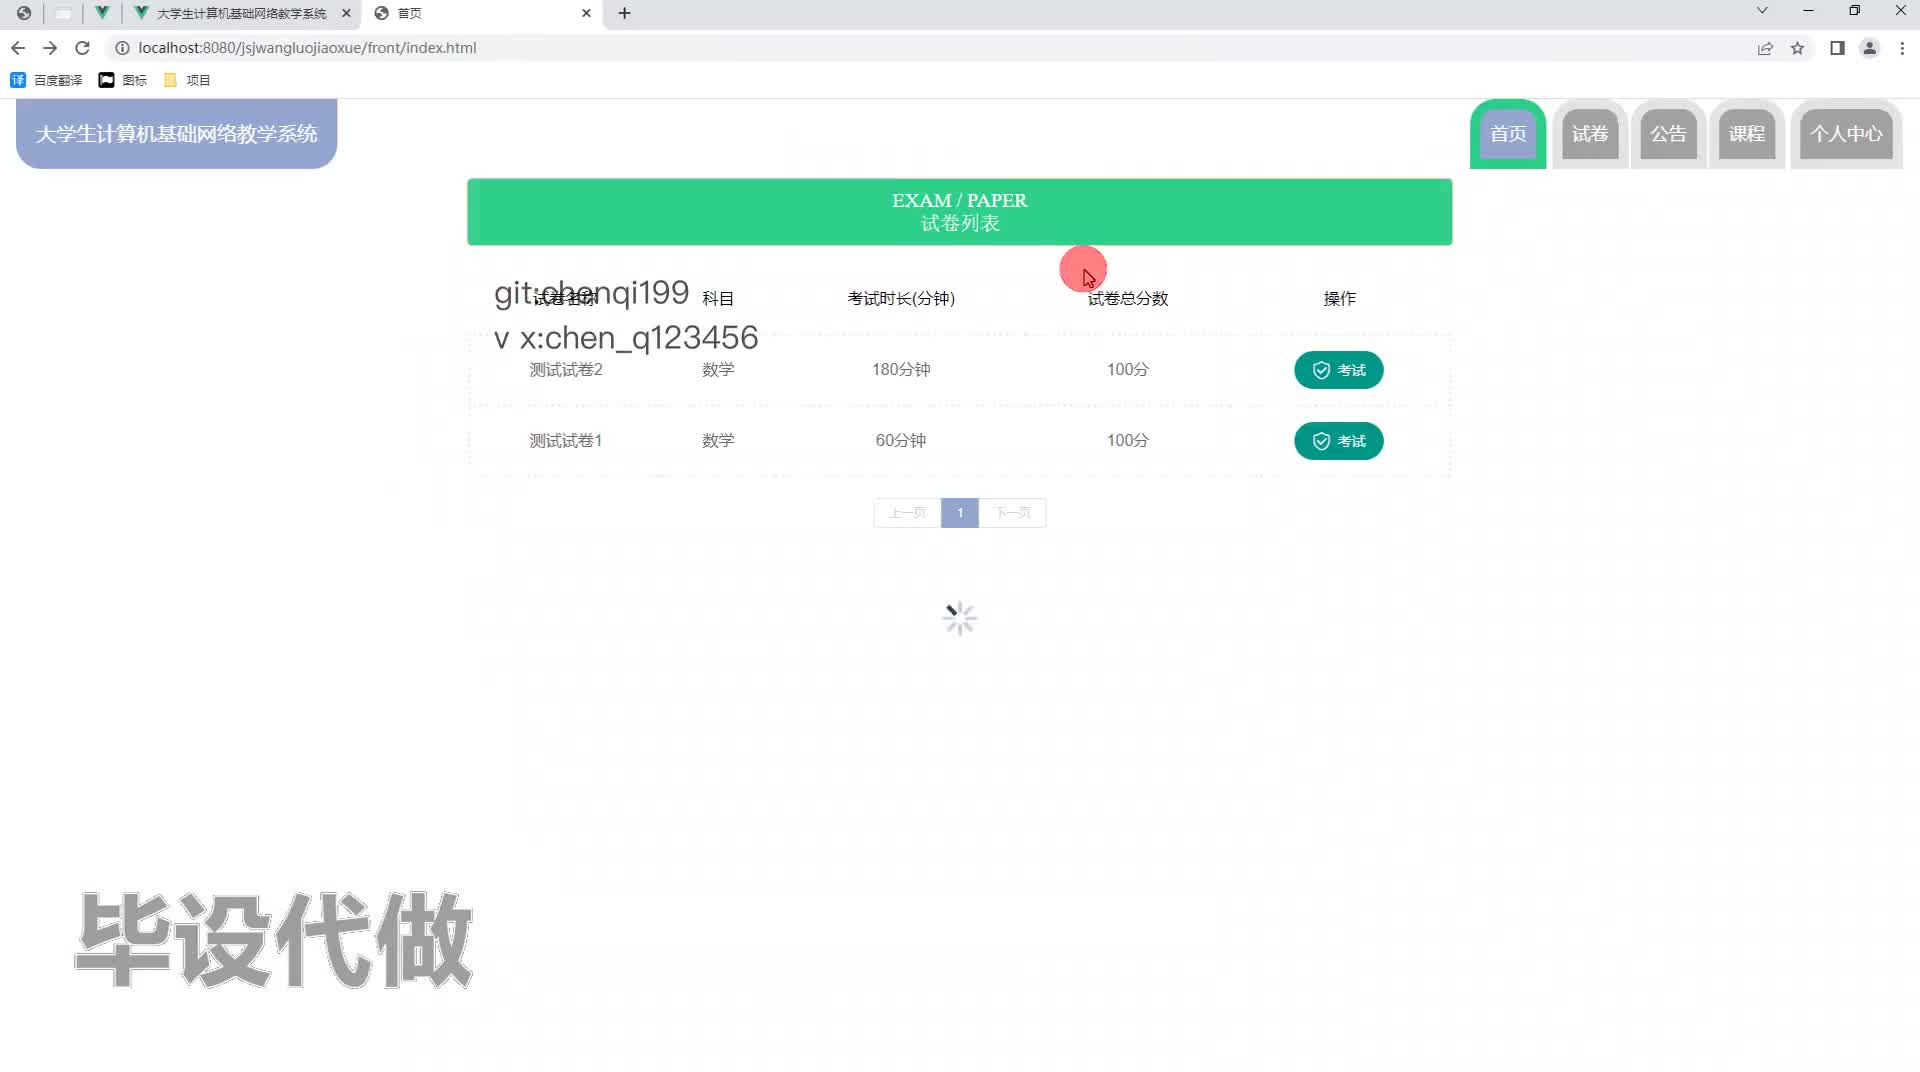 大学生计算机基础网络教学系统
首页
localhost:8080/jsjwangluojiaoxue/front/index.html
译 百度翻译 图标 项目
大学生计算机基础网络教学系统
首页 试卷 公告 课程 个人中心
EXAM / PAPER
试卷列表
git:chenqi199
v x:chen_q123456
试卷名称 科目 考试时长(分钟) 试卷总分数 操作
测试试卷2 数学 180分钟 100分 考试
测试试卷1 数学 60分钟 100分 考试
上一页 1 下一页
毕设代做